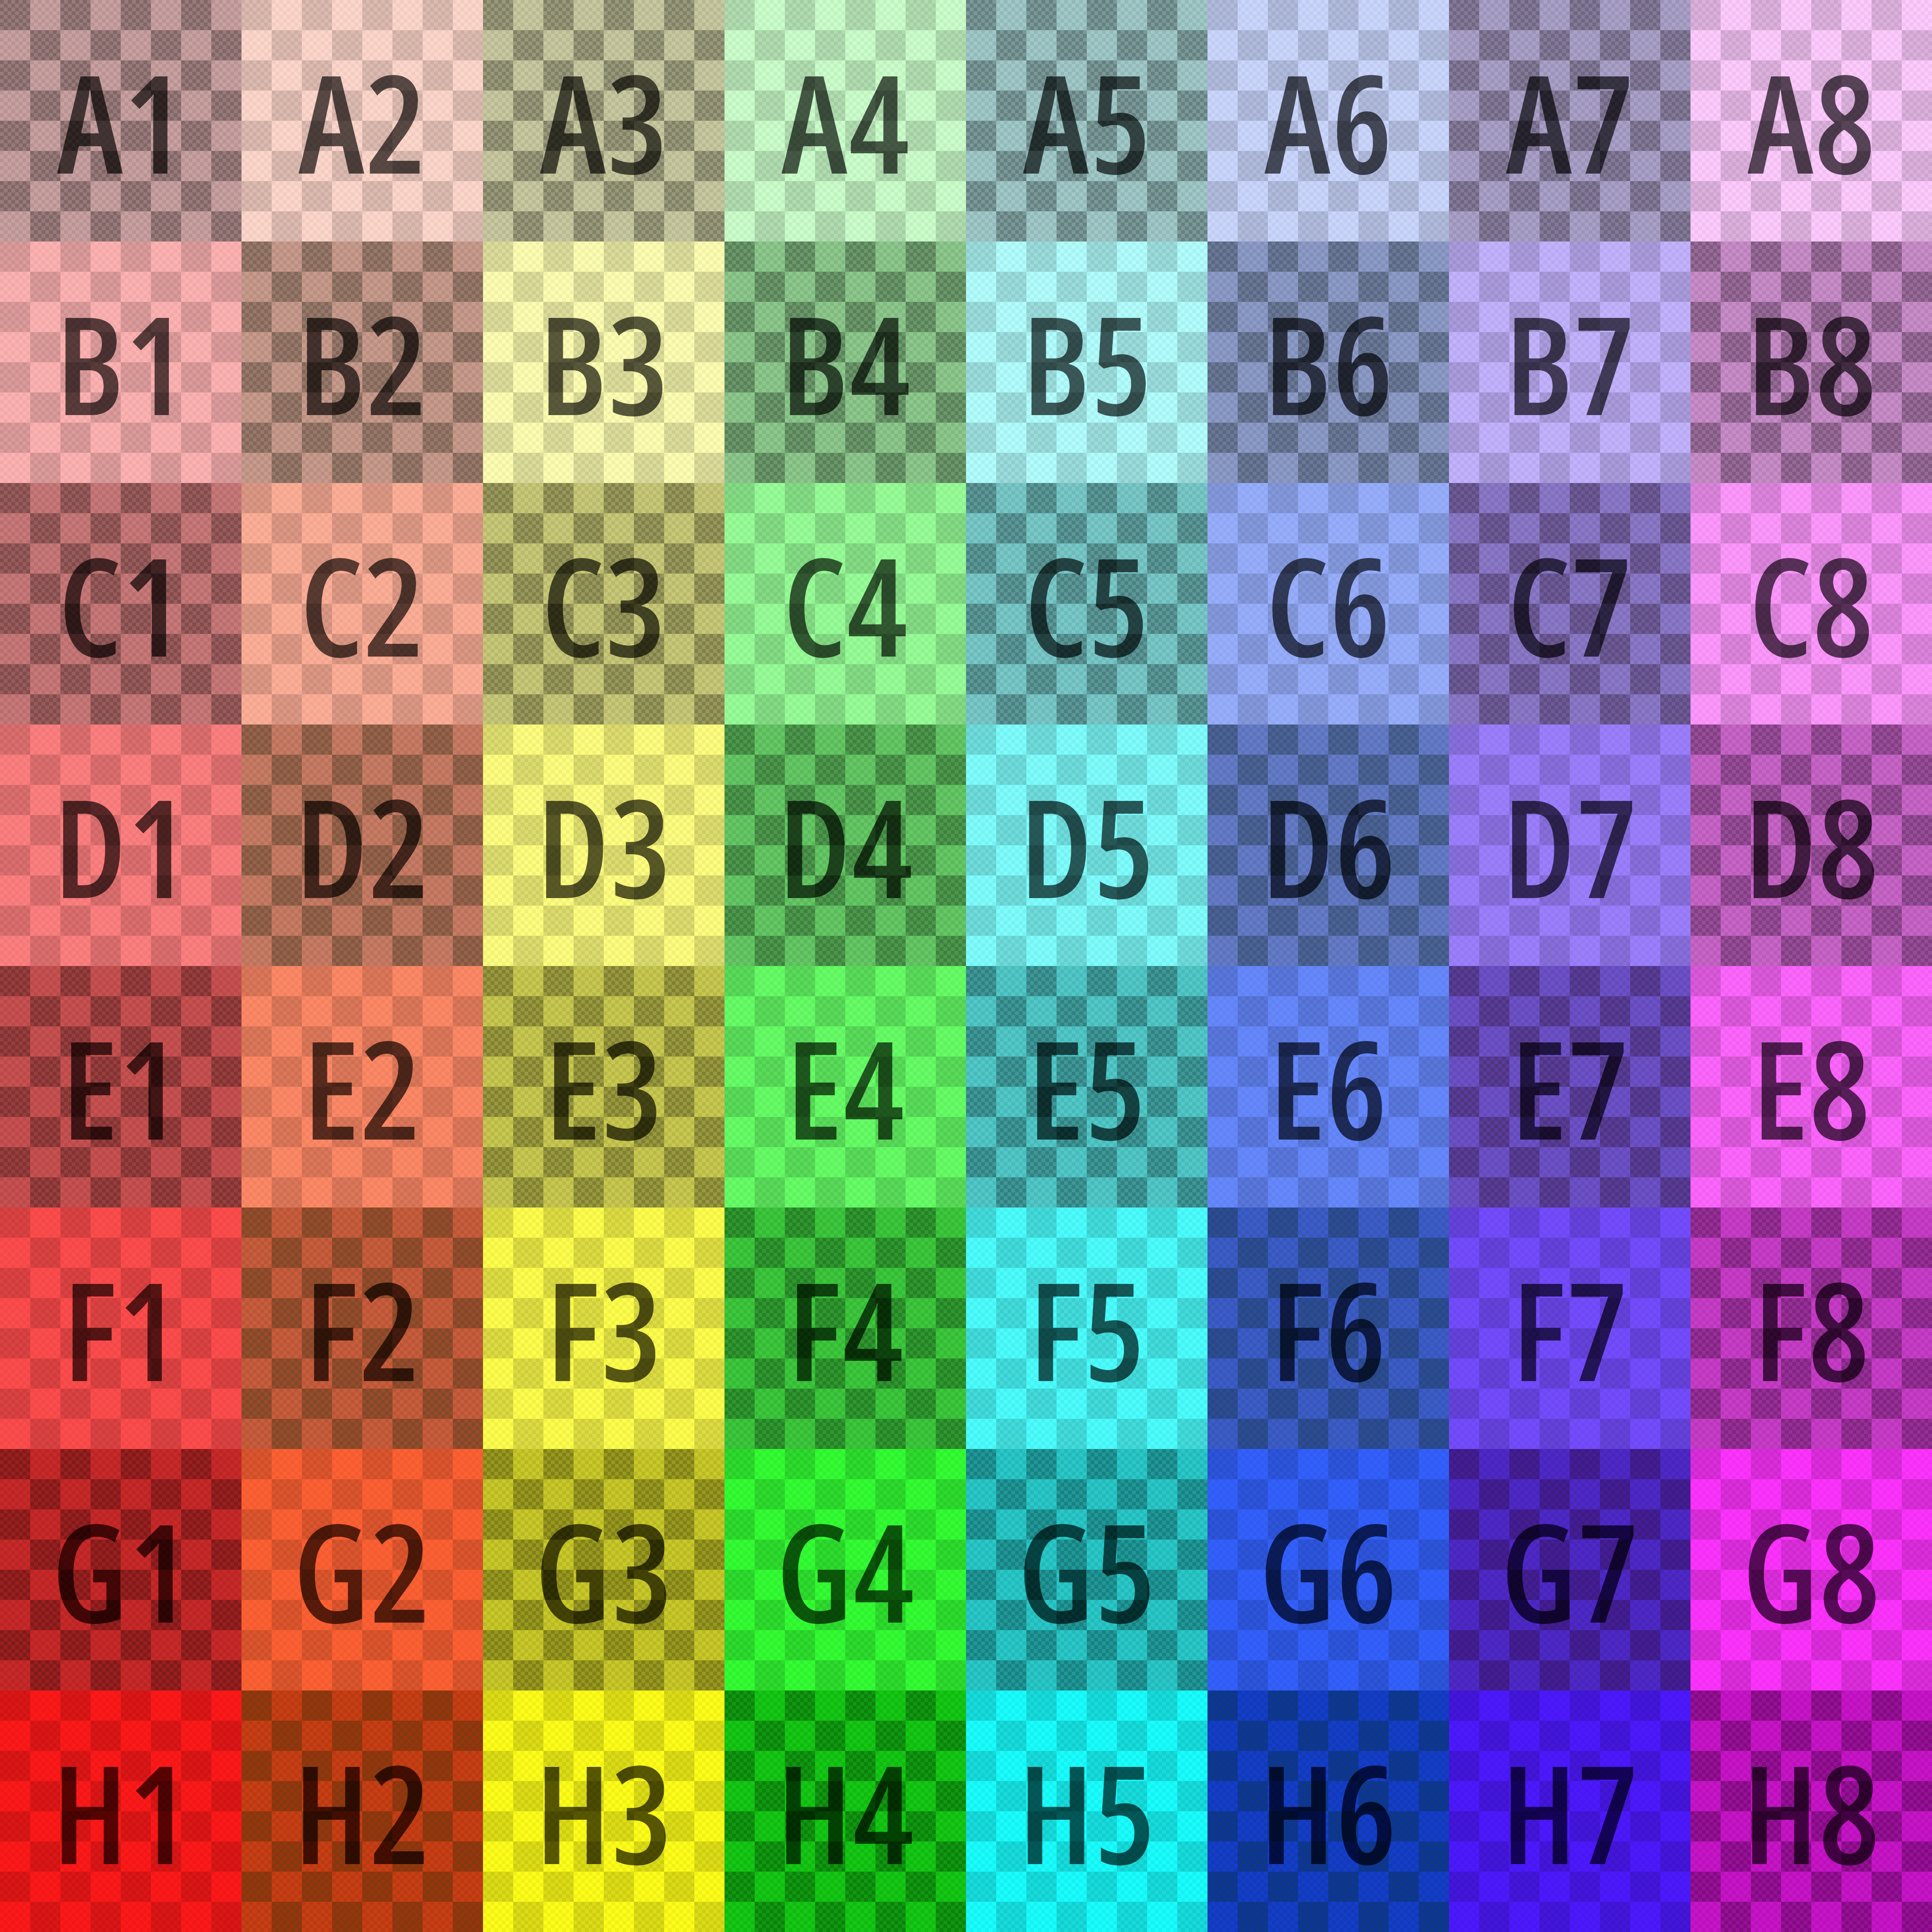 A1 A2 A3 A4 A5 A6 A7 A8
B1 B2 B3 B4 B5 B6 B7 B8
C1 C2 C3 C4 C5 C6 C7 C8
D1 D2 D3 D4 D5 D6 D7 D8
E1 E2 E3 E4 E5 E6 E7 E8
F1 F2 F3 F4 F5 F6 F7 F8
G1 G2 G3 G4 G5 G6 G7 G8
H1 H2 H3 H4 H5 H6 H7 H8